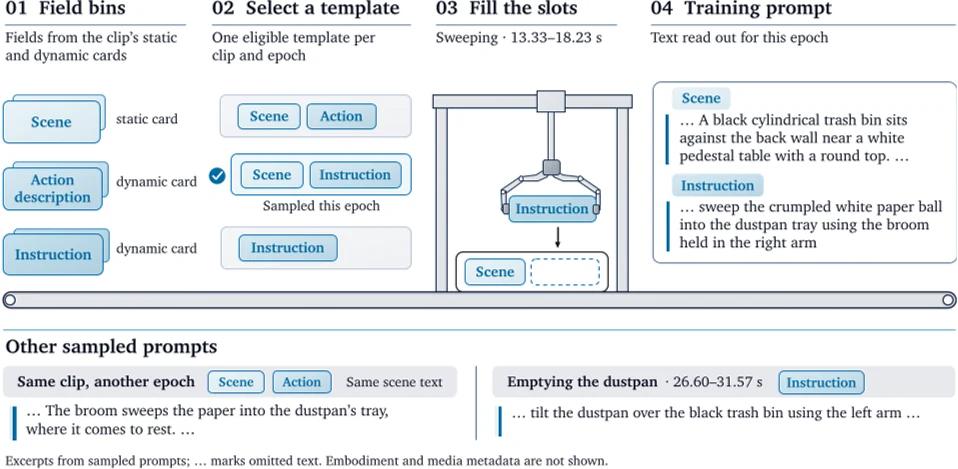 01 Field bins
Fields from the clip's static
and dynamic cards
Scene
static card
Action
description
dynamic card
Instruction
dynamic card
02 Select a template
One eligible template per
clip and epoch
Scene Action
Scene Instruction
Sampled this epoch
Instruction
03 Fill the slots
Sweeping · 13.33–18.23 s
Instruction
Scene
04 Training prompt
Text read out for this epoch
Scene
… A black cylindrical trash bin sits
against the back wall near a white
pedestal table with a round top. …
Instruction
… sweep the crumpled white paper ball
into the dustpan tray using the broom
held in the right arm
Other sampled prompts
Same clip, another epoch Scene Action Same scene text
… The broom sweeps the paper into the dustpan's tray,
where it comes to rest. …
Emptying the dustpan · 26.60–31.57 s Instruction
… tilt the dustpan over the black trash bin using the left arm …
Excerpts from sampled prompts; … marks omitted text. Embodiment and media metadata are not shown.